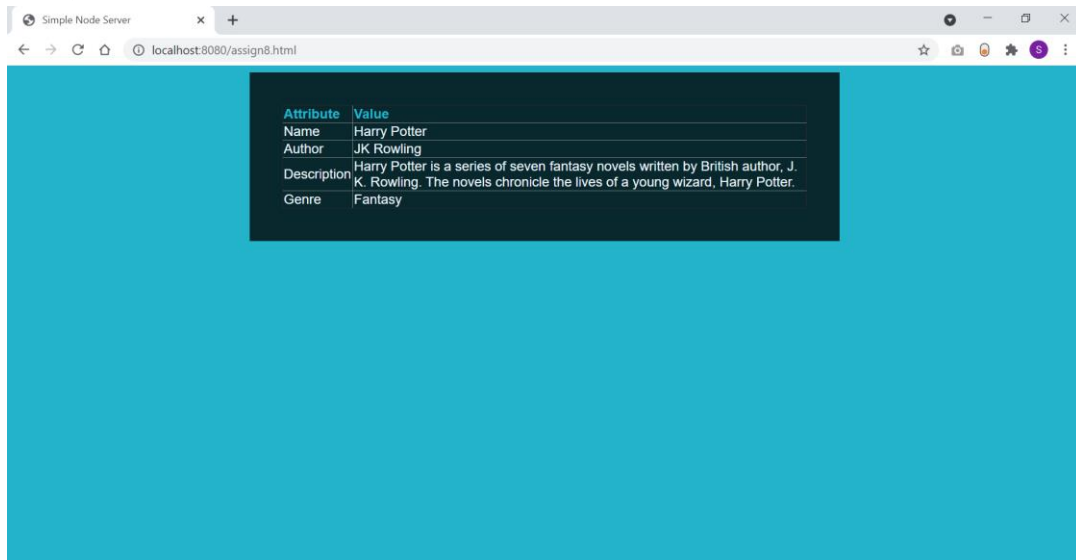 Simple Node Server
localhost:8080/assign8.html
S
Attribute Value
Name Harry Potter
Author JK Rowling
Description Harry Potter is a series of seven fantasy novels written by British author, J.
K. Rowling. The novels chronicle the lives of a young wizard, Harry Potter.
Genre Fantasy